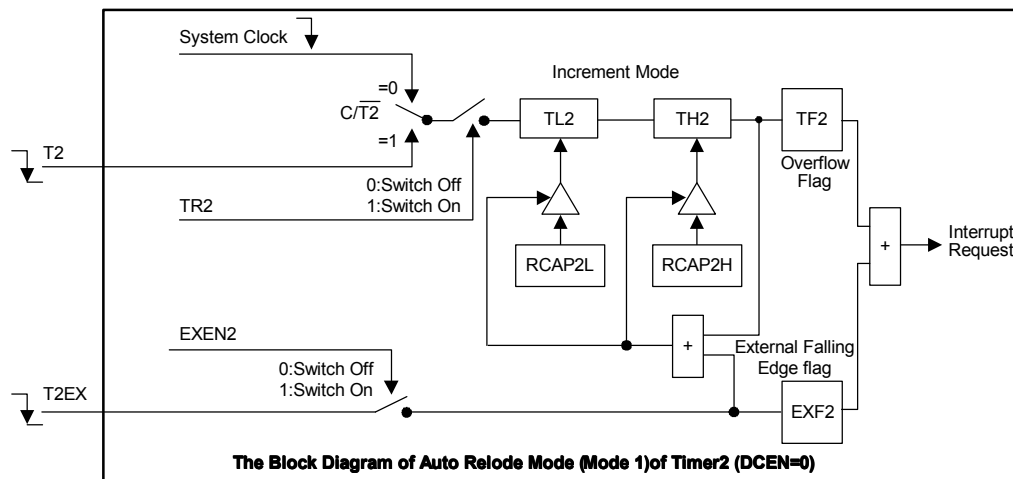 System Clock
Increment Mode
=0
C/T2
=1
TL2
TH2
TF2
T2
Overflow
Flag
0:Switch Off
1:Switch On
TR2
RCAP2L
RCAP2H
+
Interrupt
Request
EXEN2
+
External Falling
Edge flag
0:Switch Off
1:Switch On
T2EX
EXF2
The Block Diagram of Auto Relode Mode (Mode 1)of Timer2 (DCEN=0)